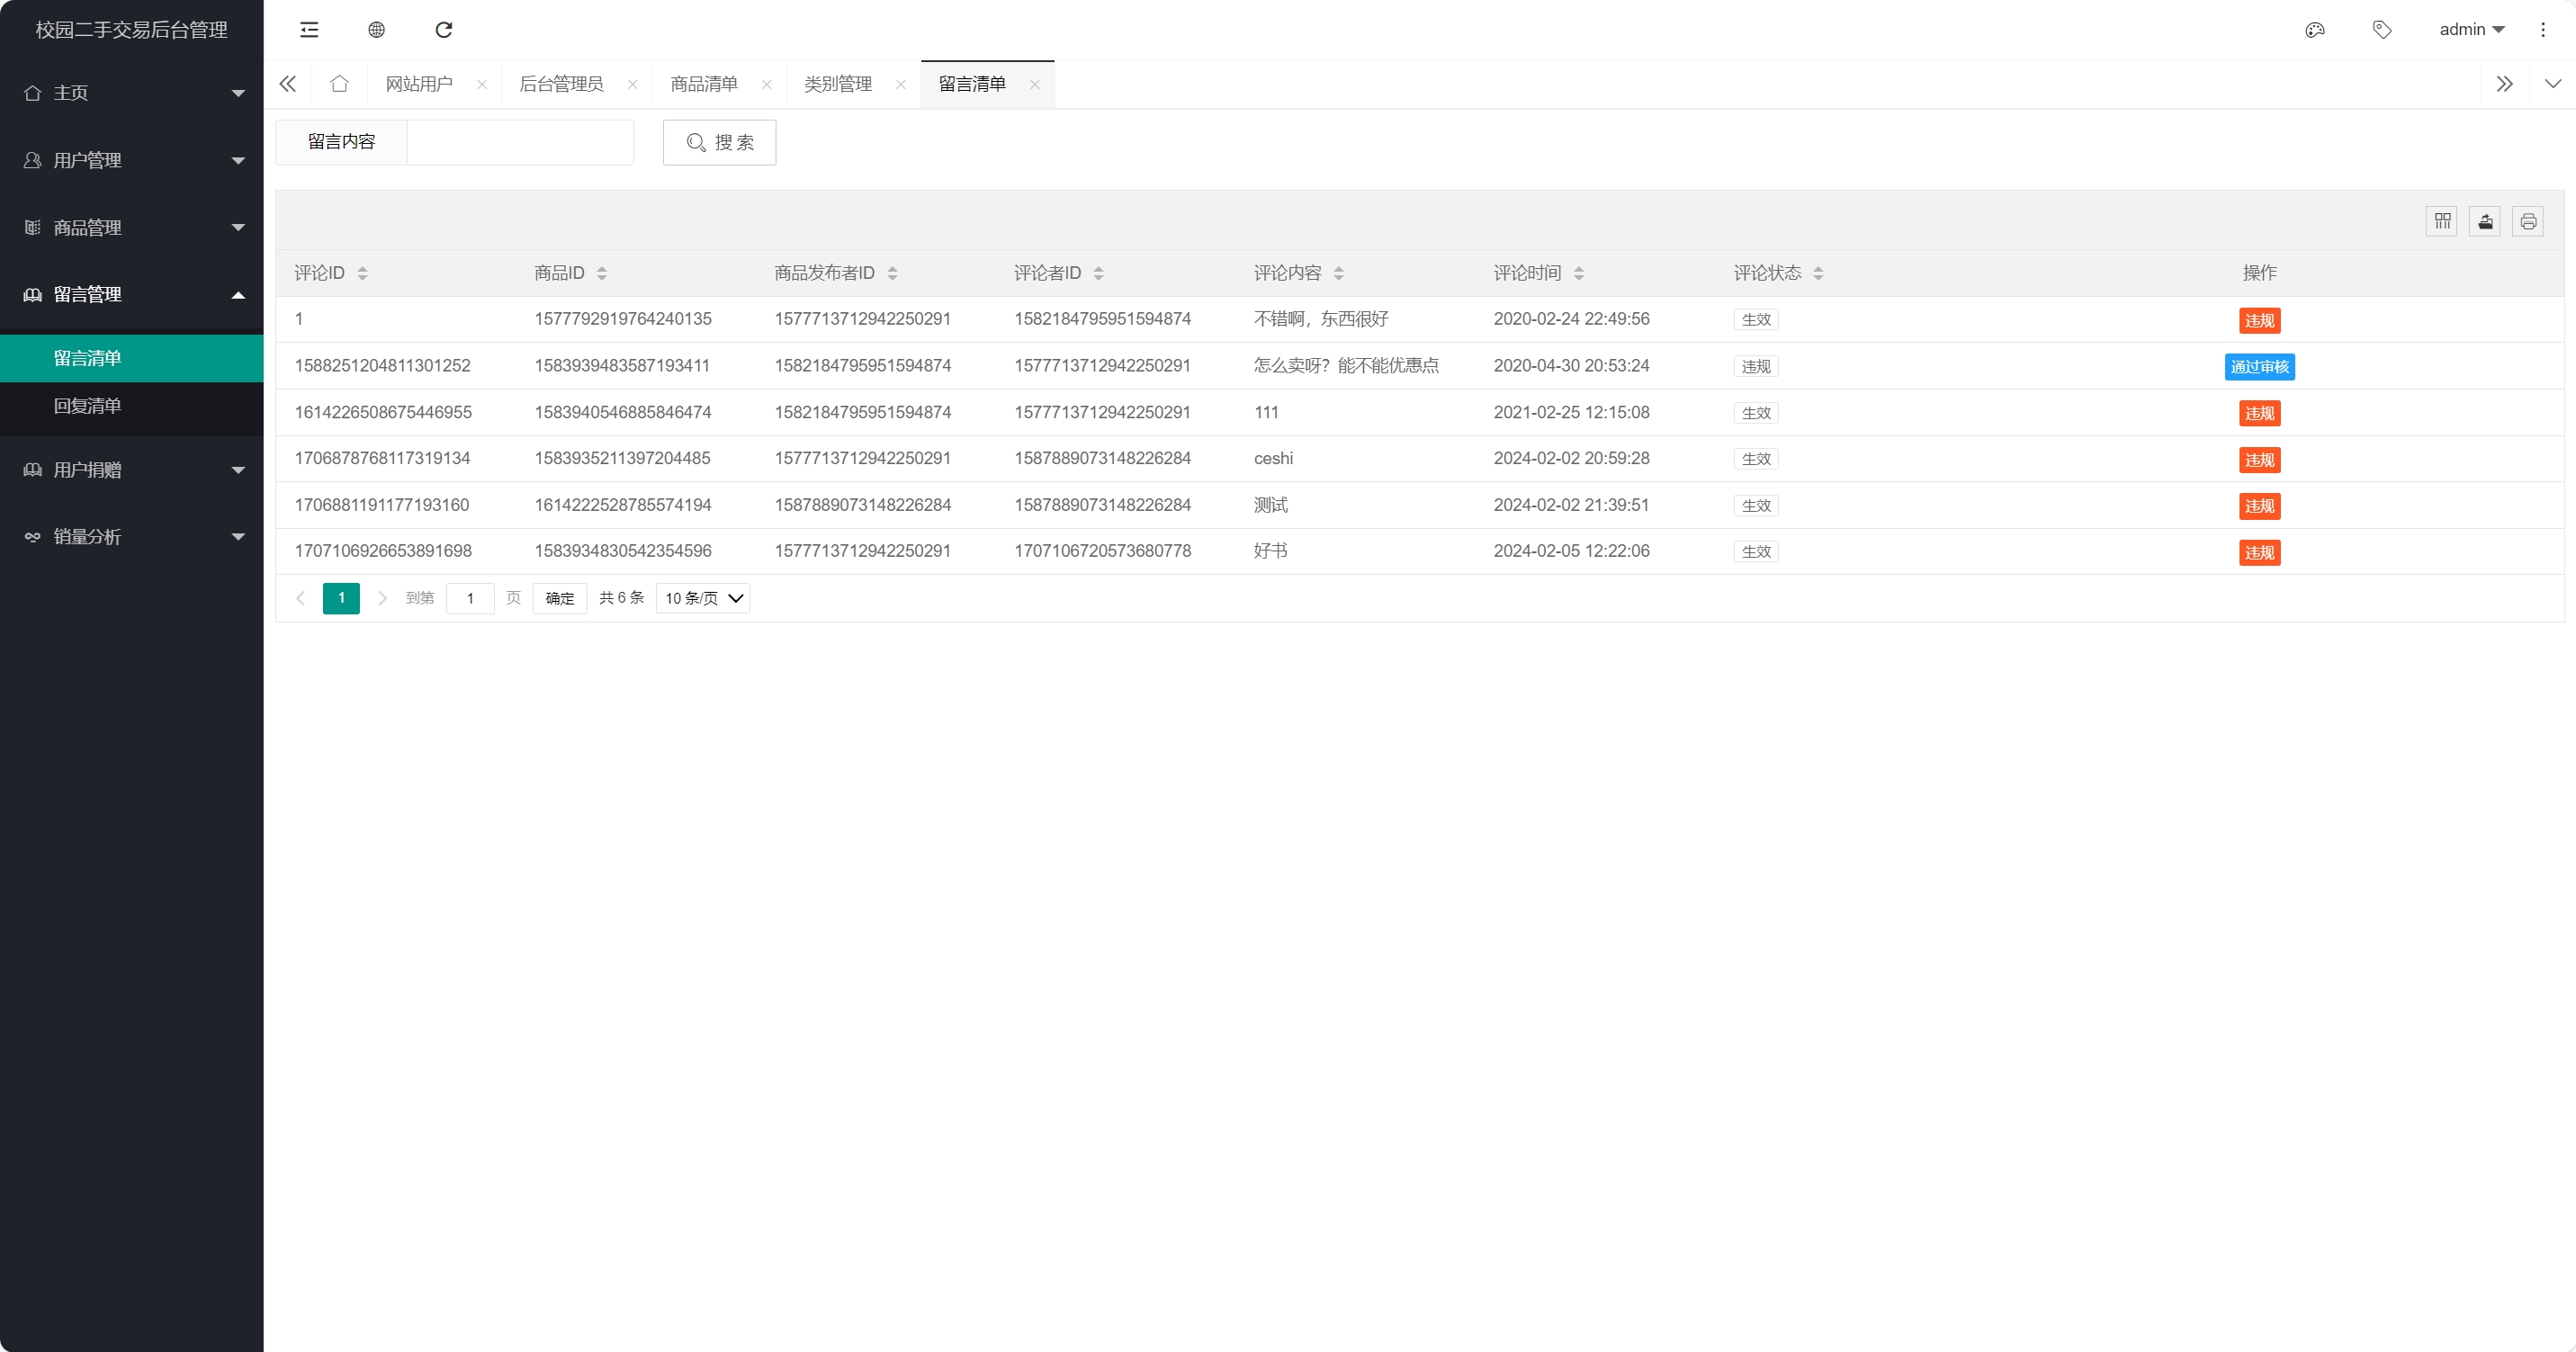 校园二手交易后台管理
admin
主页
用户管理
商品管理
留言管理
留言清单
回复清单
用户捐赠
销量分析
网站用户 后台管理员 商品清单 类别管理 留言清单
留言内容 搜 索
评论ID 商品ID 商品发布者ID 评论者ID 评论内容 评论时间 评论状态 操作
1 1577792919764240135 1577713712942250291 1582184795951594874 不错啊，东西很好 2020-02-24 22:49:56 生效 违规
1588251204811301252 1583939483587193411 1582184795951594874 1577713712942250291 怎么卖呀？能不能优惠点 2020-04-30 20:53:24 违规 通过审核
1614226508675446955 1583940546885846474 1582184795951594874 1577713712942250291 111 2021-02-25 12:15:08 生效 违规
1706878768117319134 1583935211397204485 1577713712942250291 1587889073148226284 ceshi 2024-02-02 20:59:28 生效 违规
1706881191177193160 1614222528785574194 1587889073148226284 1587889073148226284 测试 2024-02-02 21:39:51 生效 违规
1707106926653891698 1583934830542354596 1577713712942250291 1707106720573680778 好书 2024-02-05 12:22:06 生效 违规
1 到第 1 页 确定 共 6 条 10 条/页